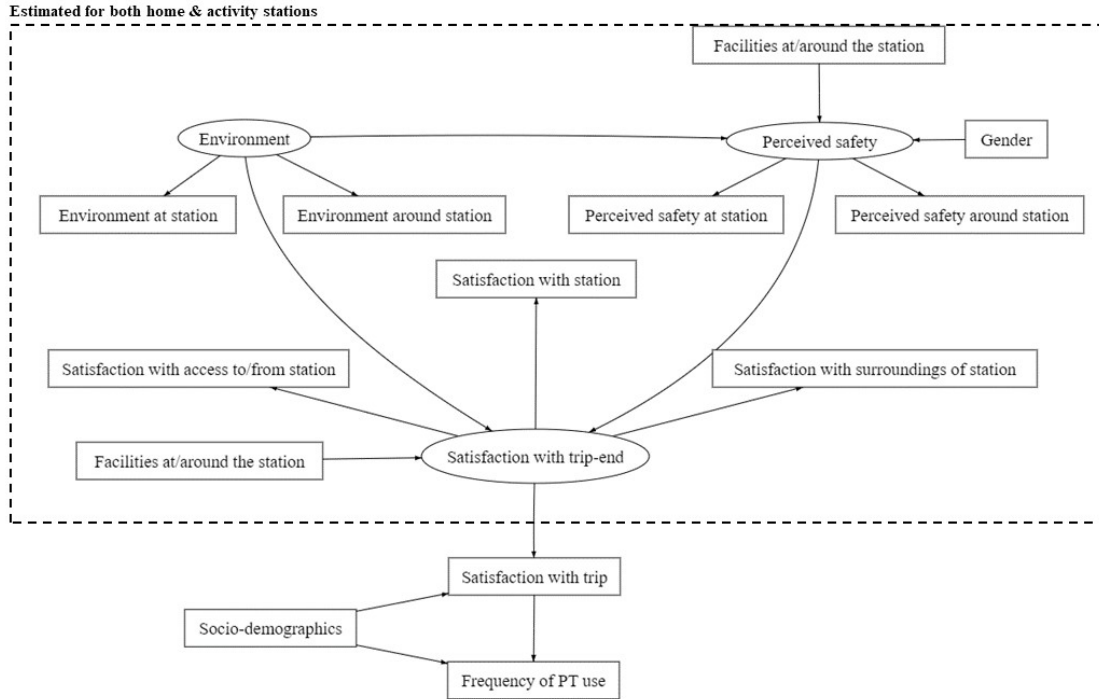 Estimated for both home & activity stations
Facilities at/around the station
Environment
Perceived safety
Gender
Environment at station
Environment around station
Perceived safety at station
Perceived safety around station
Satisfaction with station
Satisfaction with access to/from station
Satisfaction with surroundings of station
Facilities at/around the station
Satisfaction with trip-end
Satisfaction with trip
Socio-demographics
Frequency of PT use